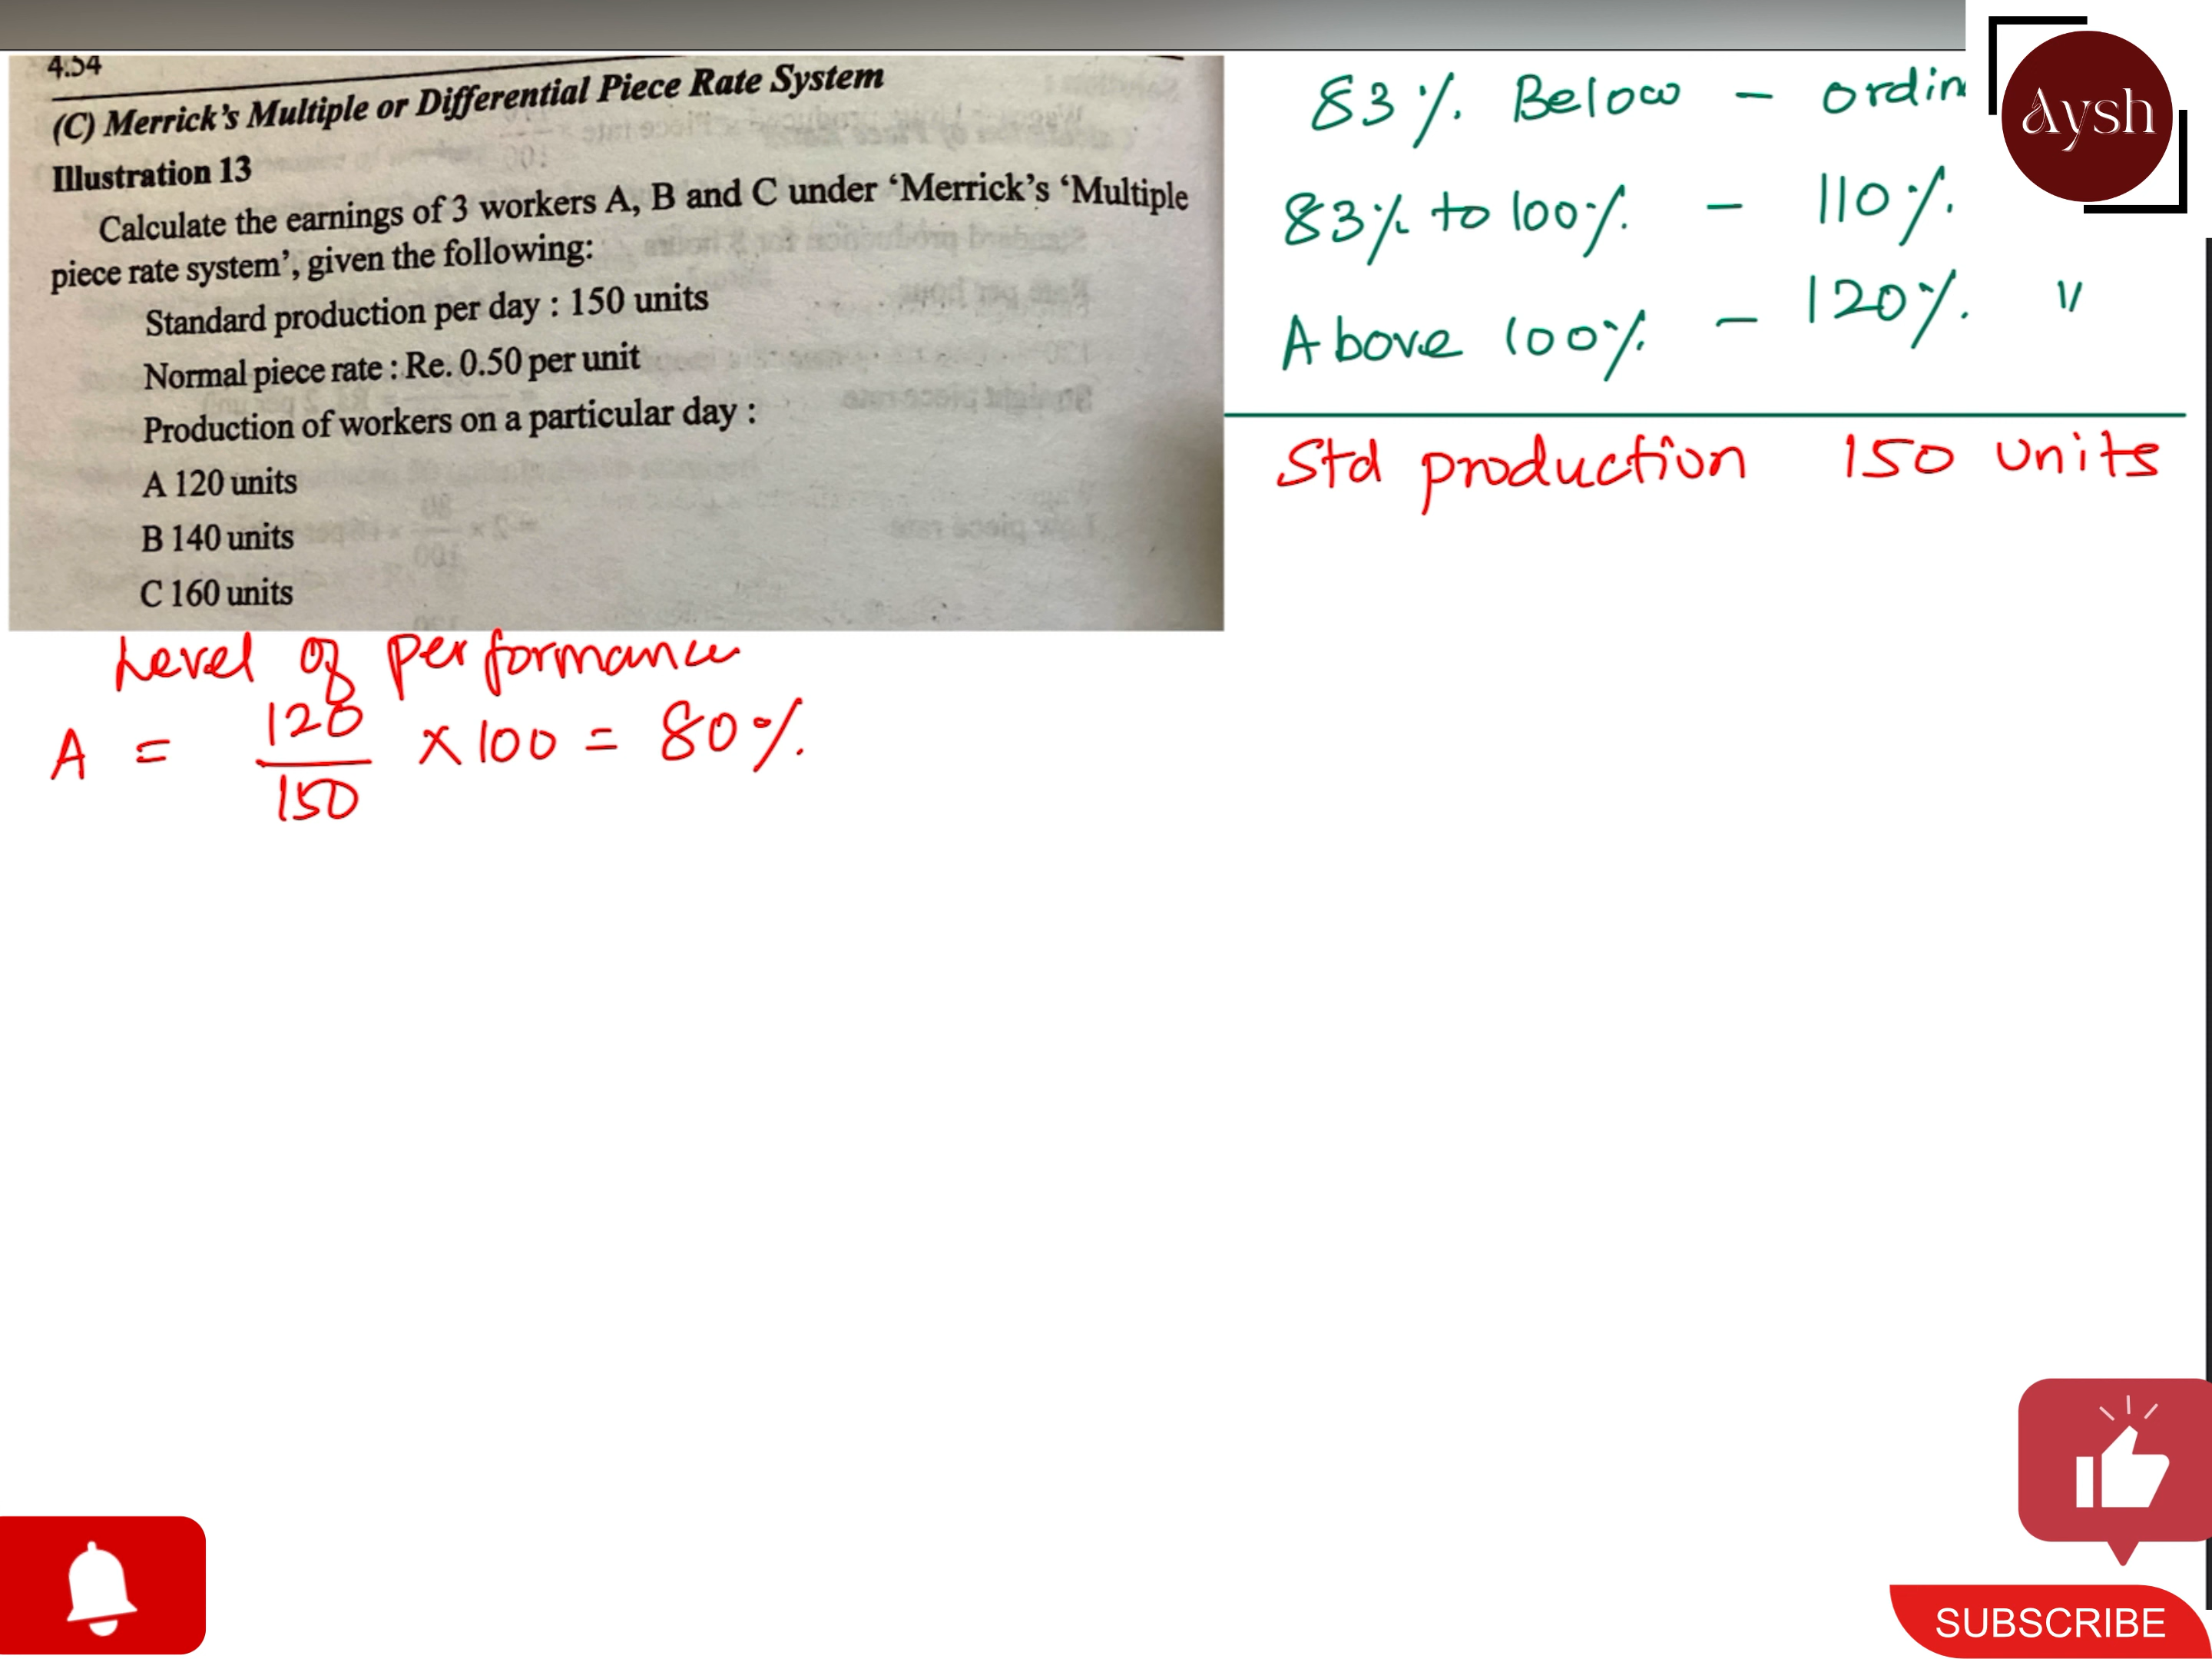 4.54
(C) Merrick's Multiple or Differential Piece Rate System
Illustration 13
Calculate the earnings of 3 workers A, B and C under ‘Merrick's ‘Multiple
piece rate system’, given the following:
Standard production per day : 150 units
Normal piece rate : Re. 0.50 per unit
Production of workers on a particular day :
A 120 units
B 140 units
C 160 units
83 % Below - ordin
83% to 100% - 110 %
Above 100% - 120%. "
Std production 150 units
Level of performance
A = 120/150 × 100 = 80%
Aysh
SUBSCRIBE